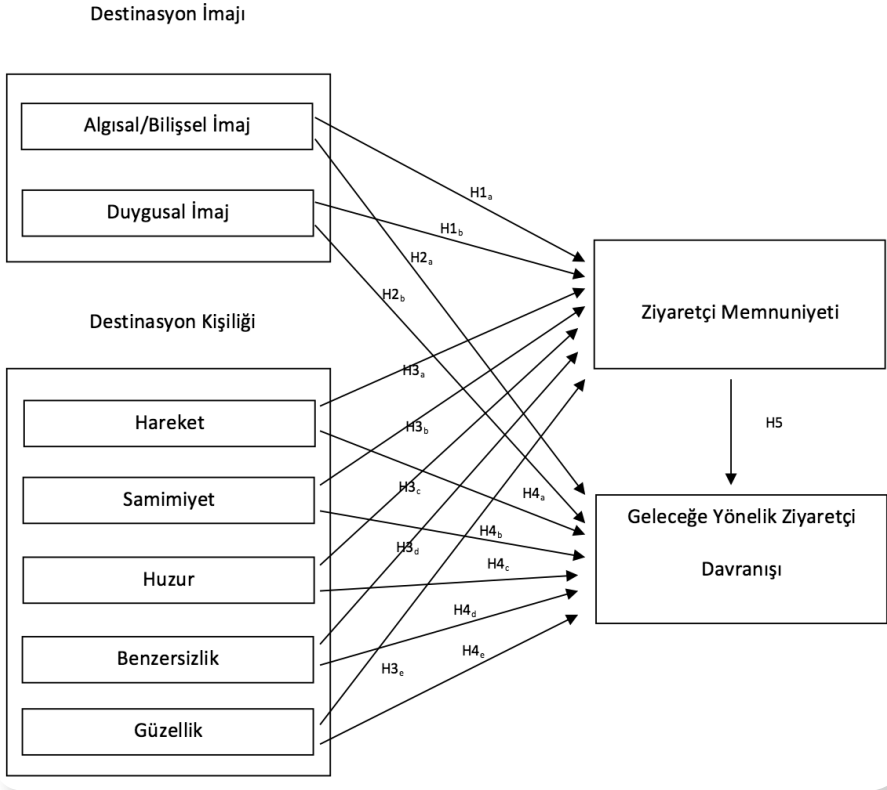 Destinasyon İmajı
Algısal/Bilişsel İmaj
Duygusal İmaj
H1a
H1b
H2a
H2b
Ziyaretçi Memnuniyeti
Destinasyon Kişiliği
Hareket
Samimiyet
Huzur
Benzersizlik
Güzellik
H3a
H3b
H3c
H3d
H3e
H4a
H4b
H4c
H4d
H4e
H5
Geleceğe Yönelik Ziyaretçi
Davranışı